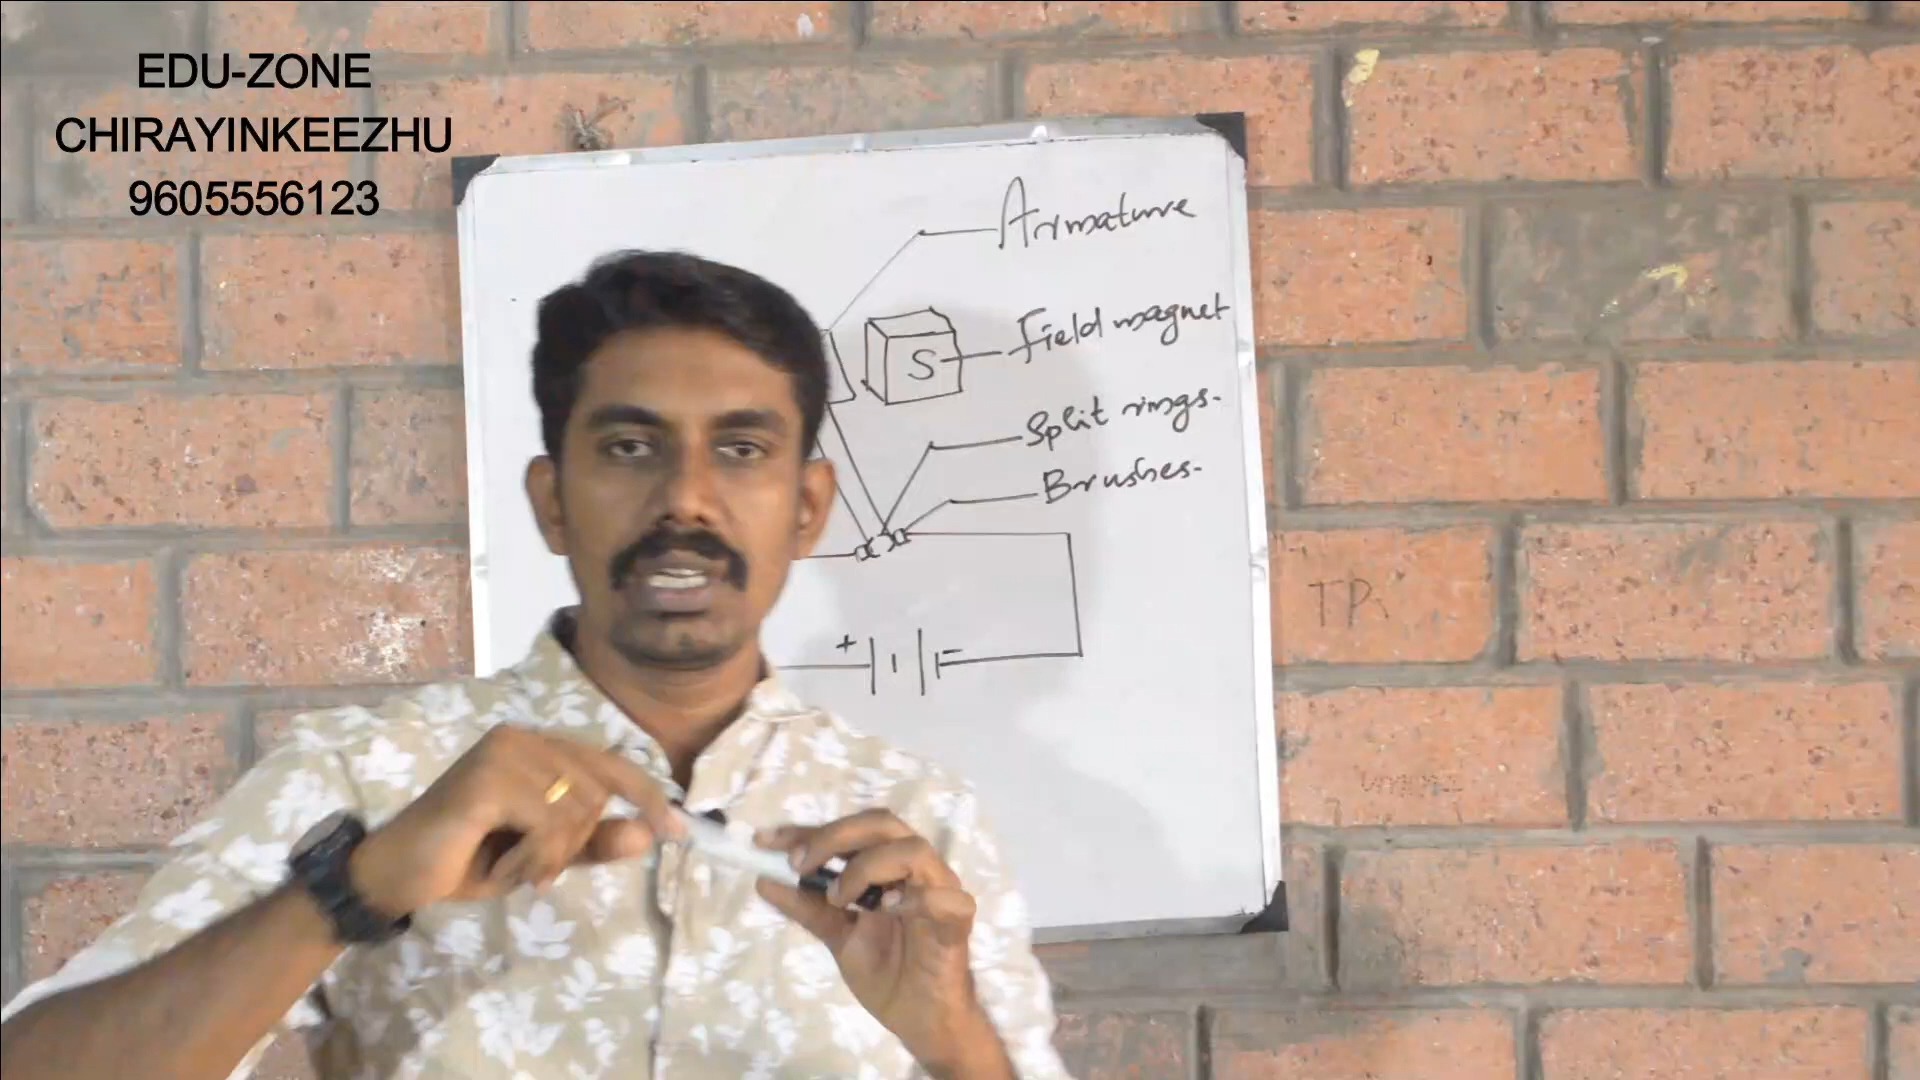 EDU-ZONE
CHIRAYINKEEZHU
9605556123
Armature
Field magnet
S
Split rings.
Brushes.
+ -
TP